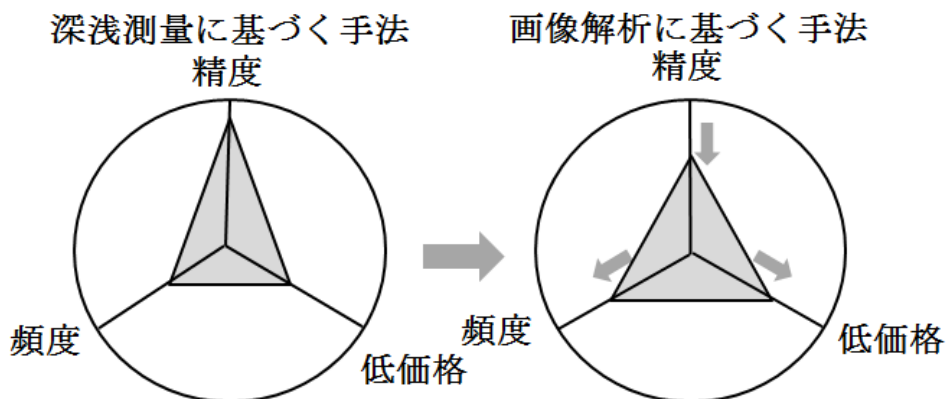 深浅測量に基づく手法
精度
頻度
低価格
画像解析に基づく手法
精度
頻度
低価格